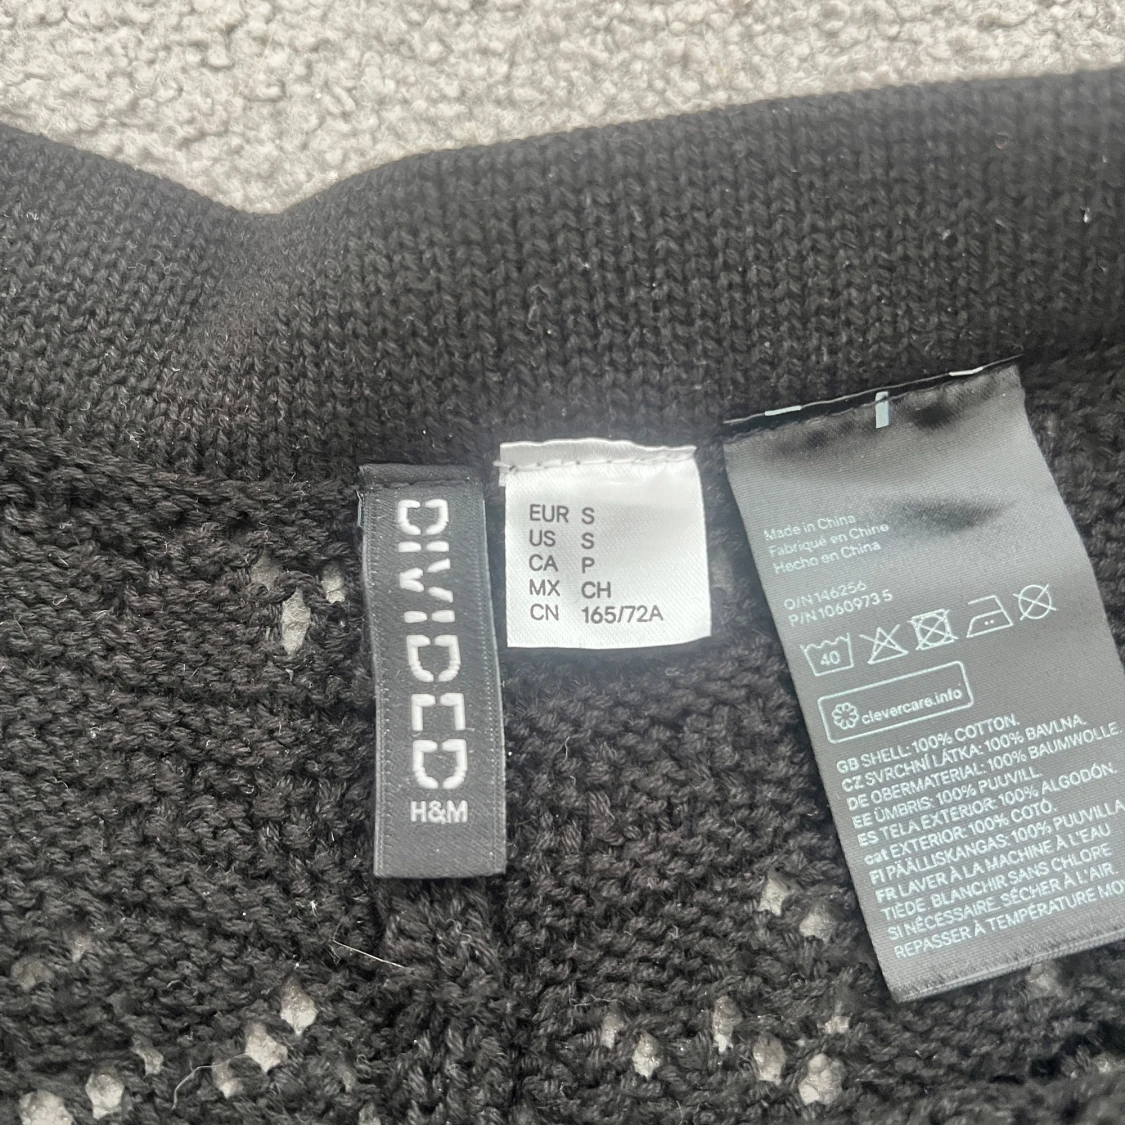 DIVIDED
H&M
EUR S
US S
CA P
MX CH
CN 165/72A
Made in China
Fabriqué en Chine
Hecho en China
O/N 146256
P/N 1060973 5
40
clevercare.info
GB SHELL: 100% COTTON.
CZ SVRCHNÍ LÁTKA: 100% BAVLNA.
DE OBERMATERIAL: 100% BAUMWOLLE.
EE ÜMBRIS: 100% PUUVILL.
ES TELA EXTERIOR: 100% ALGODÓN.
cat EXTERIOR: 100% COTÓ.
FI PÄÄLLISKANGAS: 100% PUUVILLA
FR LAVER À LA MACHINE À L'EAU
TIÈDE. BLANCHIR SANS CHLORE
SI NÉCESSAIRE. SÉCHER À L'AIR.
REPASSER À TEMPÉRATURE